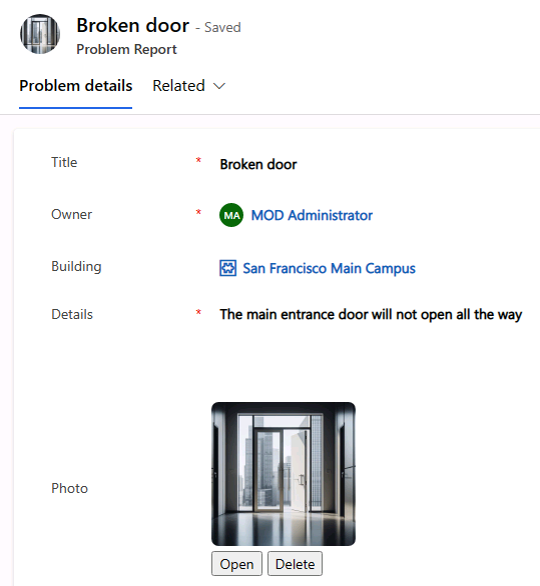 Broken door - Saved
Problem Report
Problem details Related
Title * Broken door
Owner * MA MOD Administrator
Building San Francisco Main Campus
Details * The main entrance door will not open all the way
Photo
Open Delete